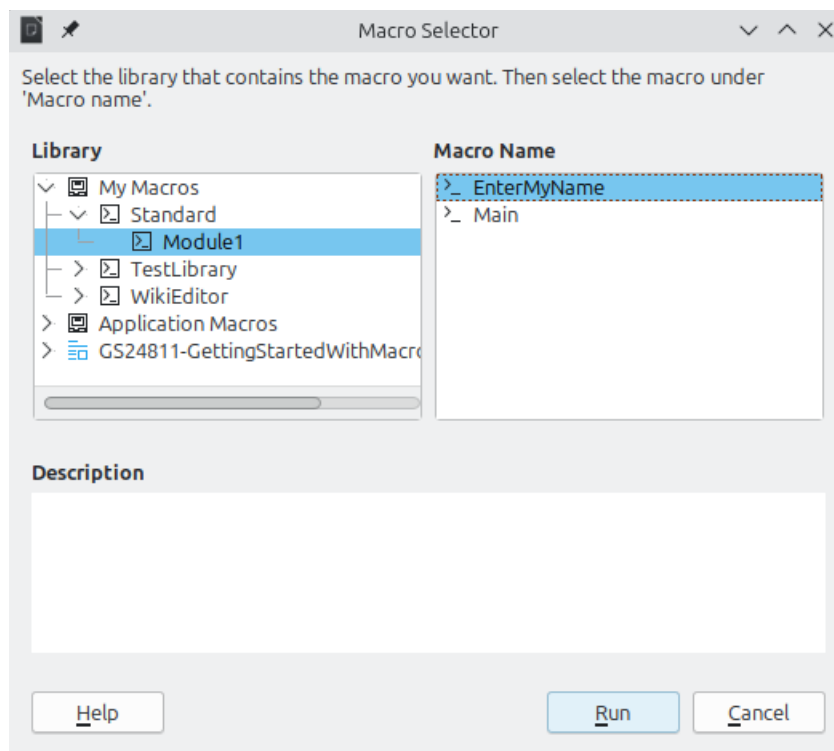 Macro Selector
Select the library that contains the macro you want. Then select the macro under
'Macro name'.
Library
Macro Name
My Macros
Standard
Module1
TestLibrary
WikiEditor
Application Macros
GS24811-GettingStartedWithMacro
EnterMyName
Main
Description
Help
Run
Cancel